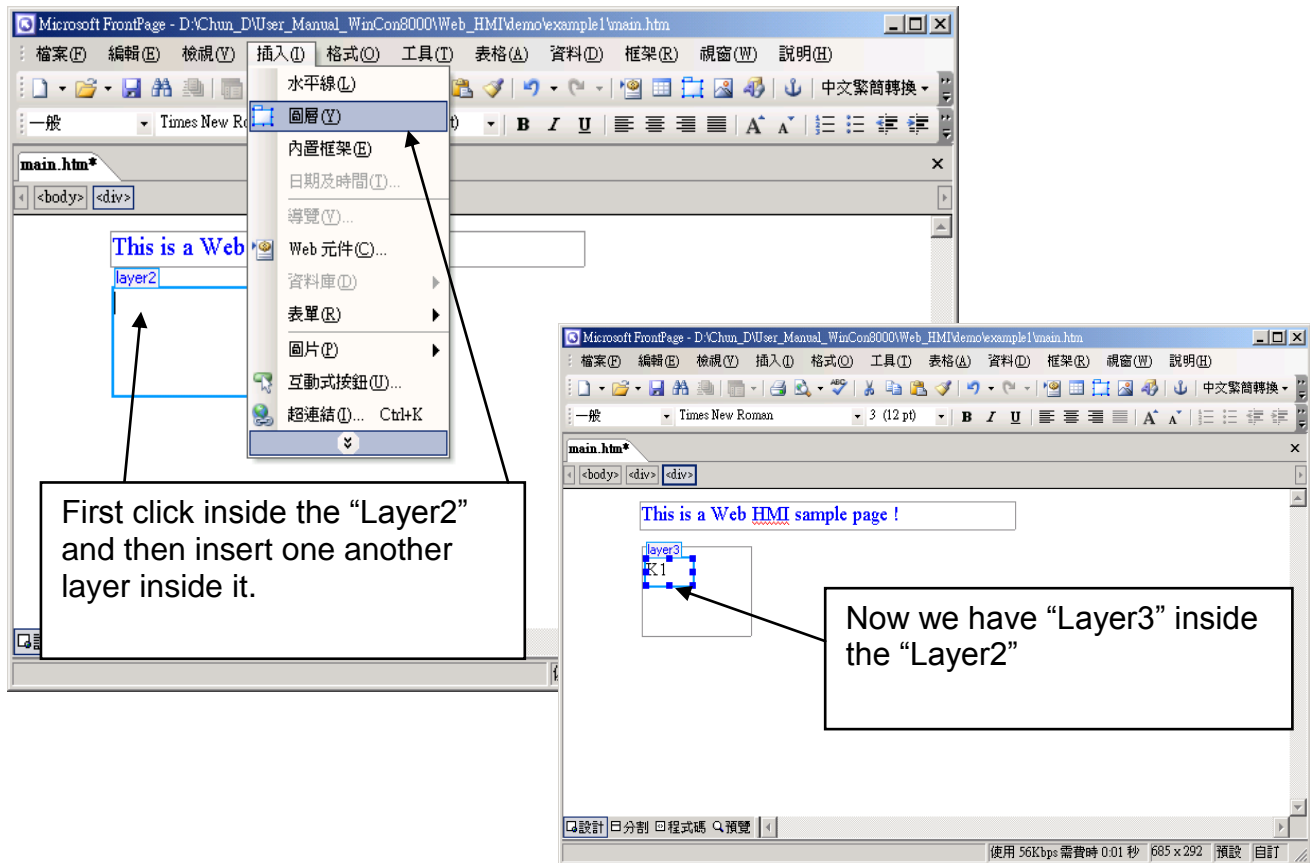 Microsoft FrontPage - D:\Chun_D\User_Manual_WinCon8000\Web_HMI\demo\example1\main.htm
檔案(F) 編輯(E) 檢視(V) 插入(I) 格式(O) 工具(T) 表格(A) 資料(D) 框架(R) 視窗(W) 說明(H)
中文繁簡轉換
一般 Times New B I U A A
main.htm*
<body> <div>
This is a Web
layer2
水平線(L)
圖層(Y)
內置框架(E)
日期及時間(T)...
導覽(V)...
Web 元件(C)...
資料庫(D)
表單(R)
圖片(P)
互動式按鈕(U)...
超連結(I)... Ctrl+K
First click inside the “Layer2”
and then insert one another
layer inside it.
Microsoft FrontPage - D:\Chun_D\User_Manual_WinCon8000\Web_HMI\demo\example1\main.htm
檔案(F) 編輯(E) 檢視(V) 插入(I) 格式(O) 工具(T) 表格(A) 資料(D) 框架(R) 視窗(W) 說明(H)
中文繁簡轉換
一般 Times New Roman 3 (12 pt) B I U A A
main.htm*
<body> <div> <div>
This is a Web HMI sample page !
layer3
K1
Now we have “Layer3” inside
the “Layer2”
設計 分割 程式碼 預覽
使用 56Kbps 需費時 0:01 秒 685 x 292 預設 自訂